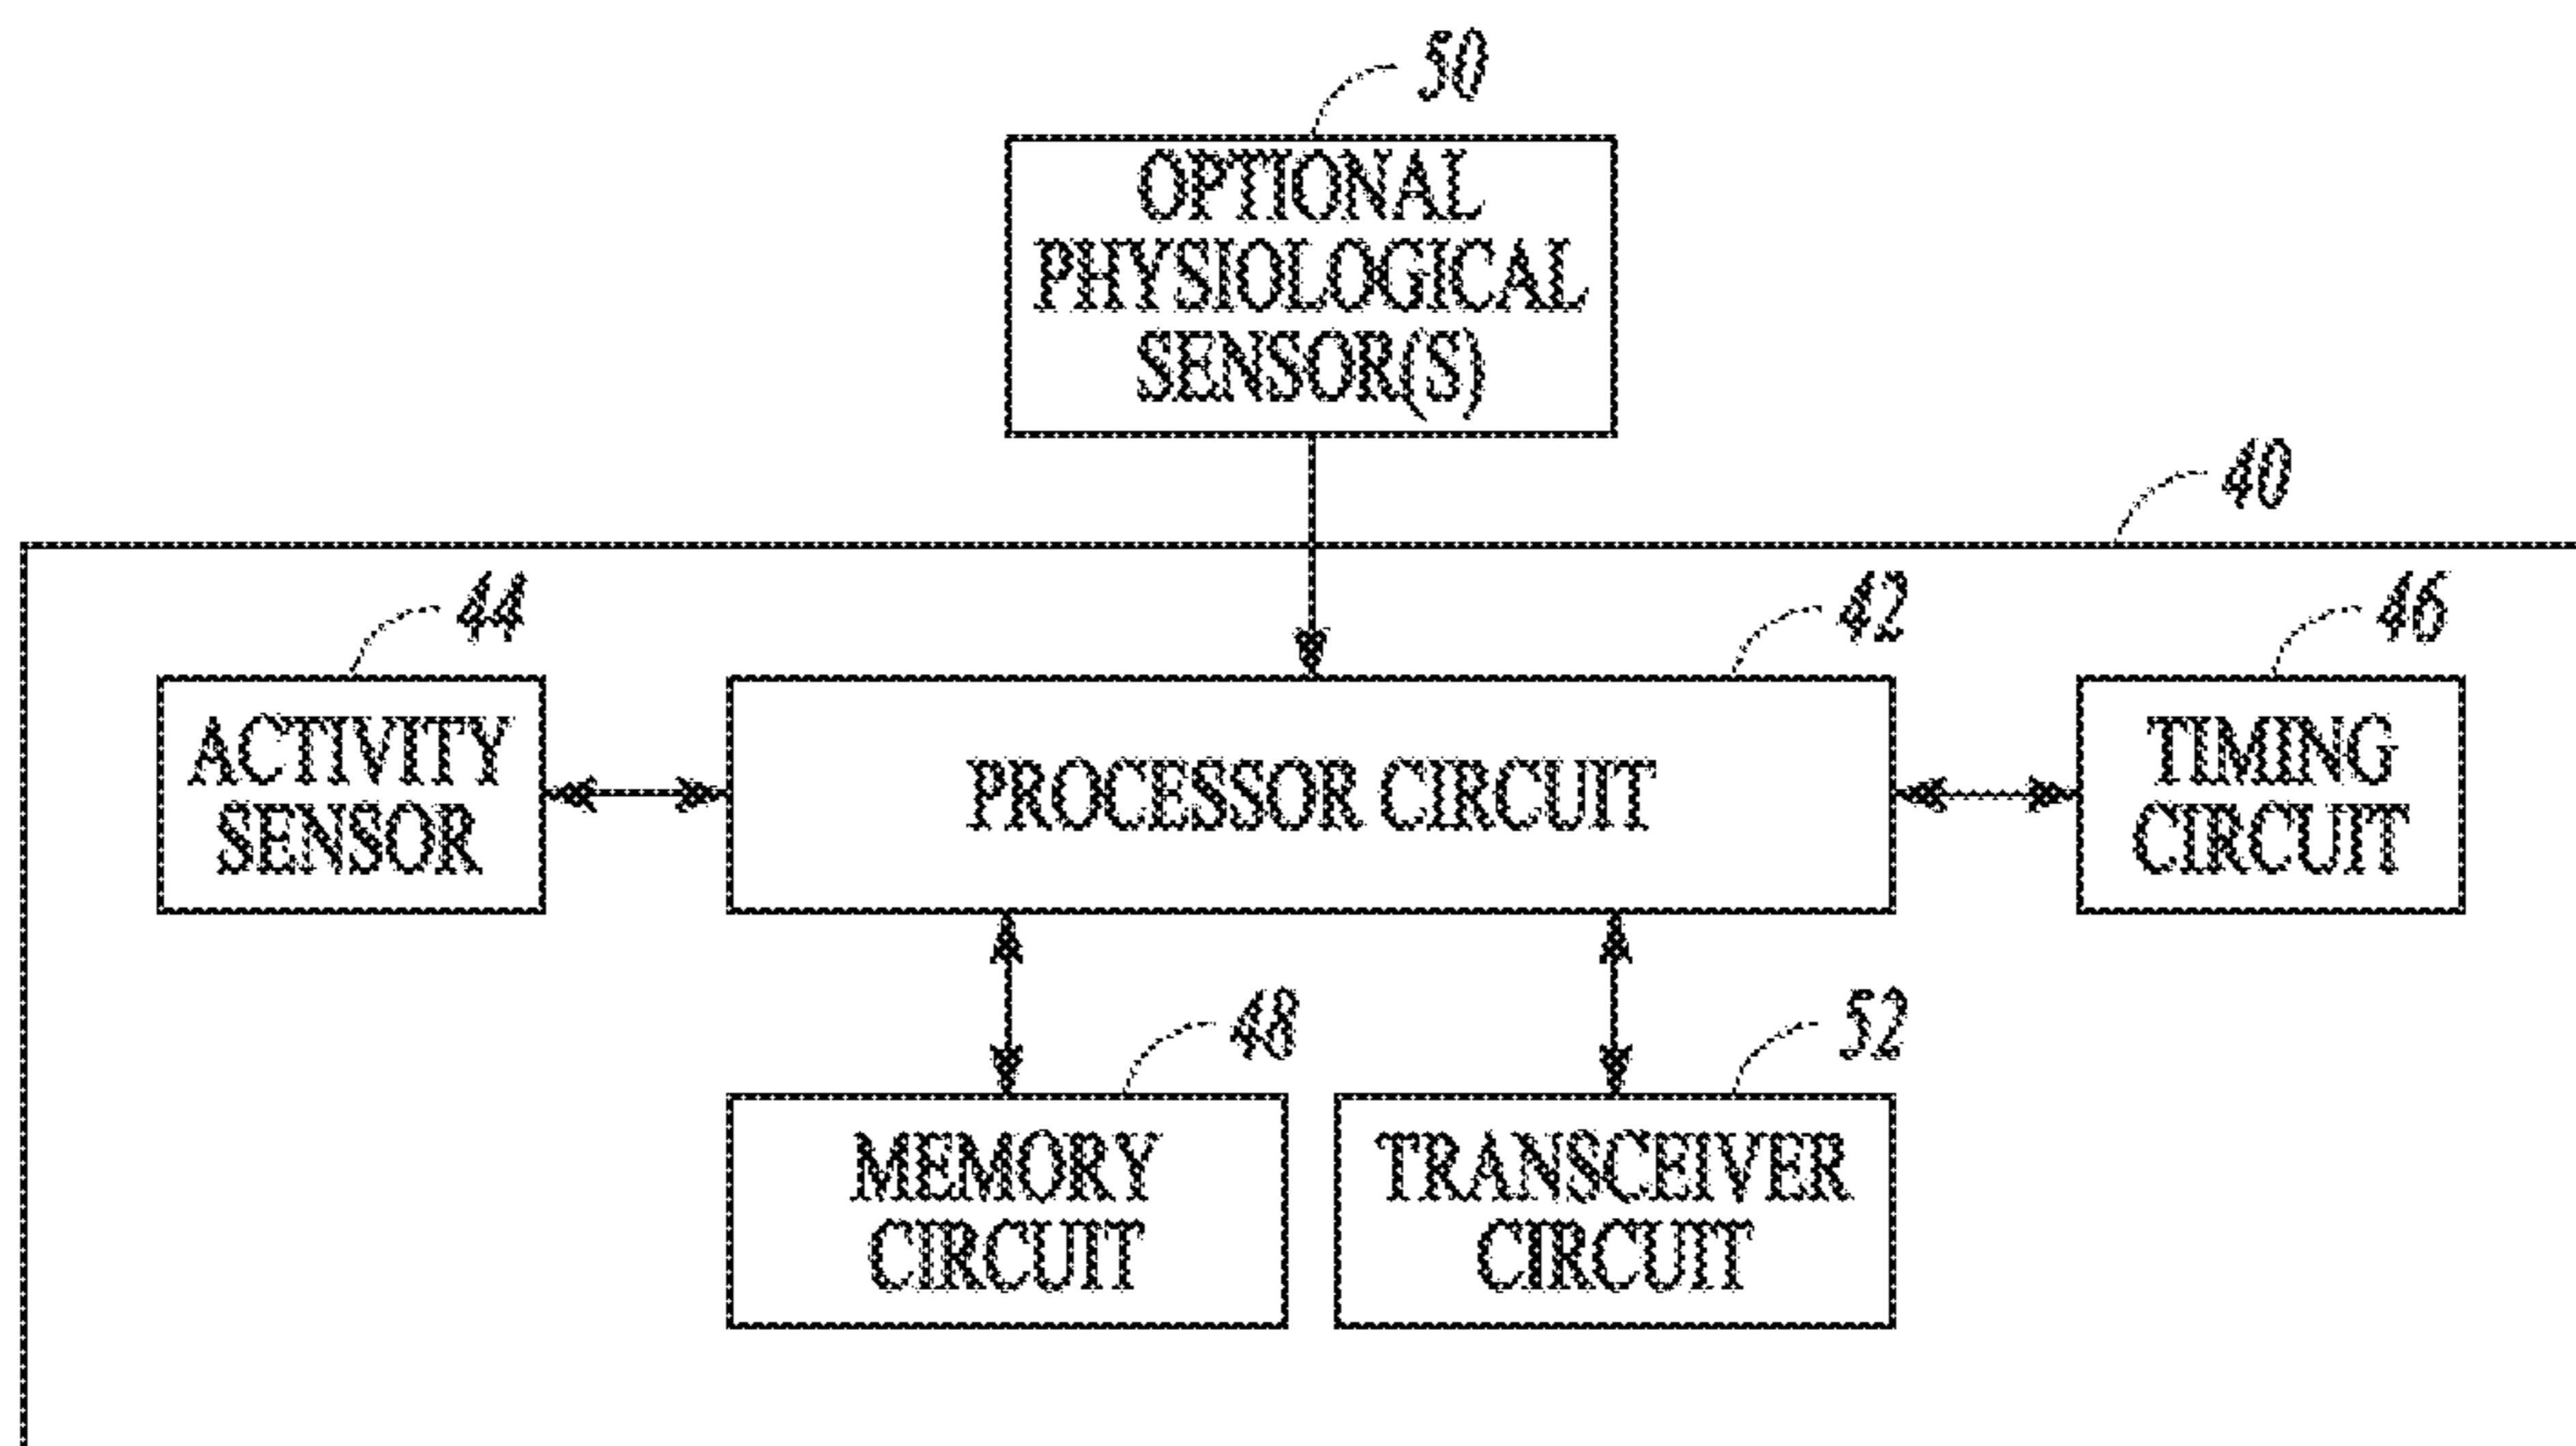 50
OPTIONAL
PHYSIOLOGICAL
SENSOR(S)
40
44
42
46
ACTIVITY
SENSOR
PROCESSOR CIRCUIT
TIMING
CIRCUIT
48
52
MEMORY
CIRCUIT
TRANSCEIVER
CIRCUIT